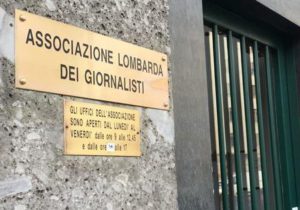 ASSOCIAZIONE LOMBARDA
DEI GIORNALISTI
GLI UFFICI DELL'ASSOCIAZIONE
SONO APERTI DAL LUNEDI' AL
VENERDI' dalle ore 9 alle 12,45
e dalle ore alle 17